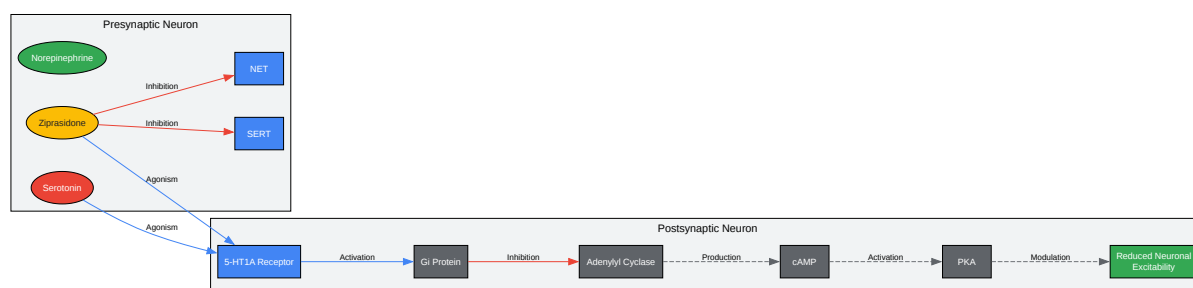 Presynaptic Neuron
Norepinephrine
NET
Inhibition
Ziprasidone
Inhibition
SERT
Agonism
Serotonin
Agonism
Postsynaptic Neuron
5-HT1A Receptor
Activation
Gi Protein
Inhibition
Adenylyl Cyclase
Production
cAMP
Activation
PKA
Modulation
Reduced Neuronal
Excitability